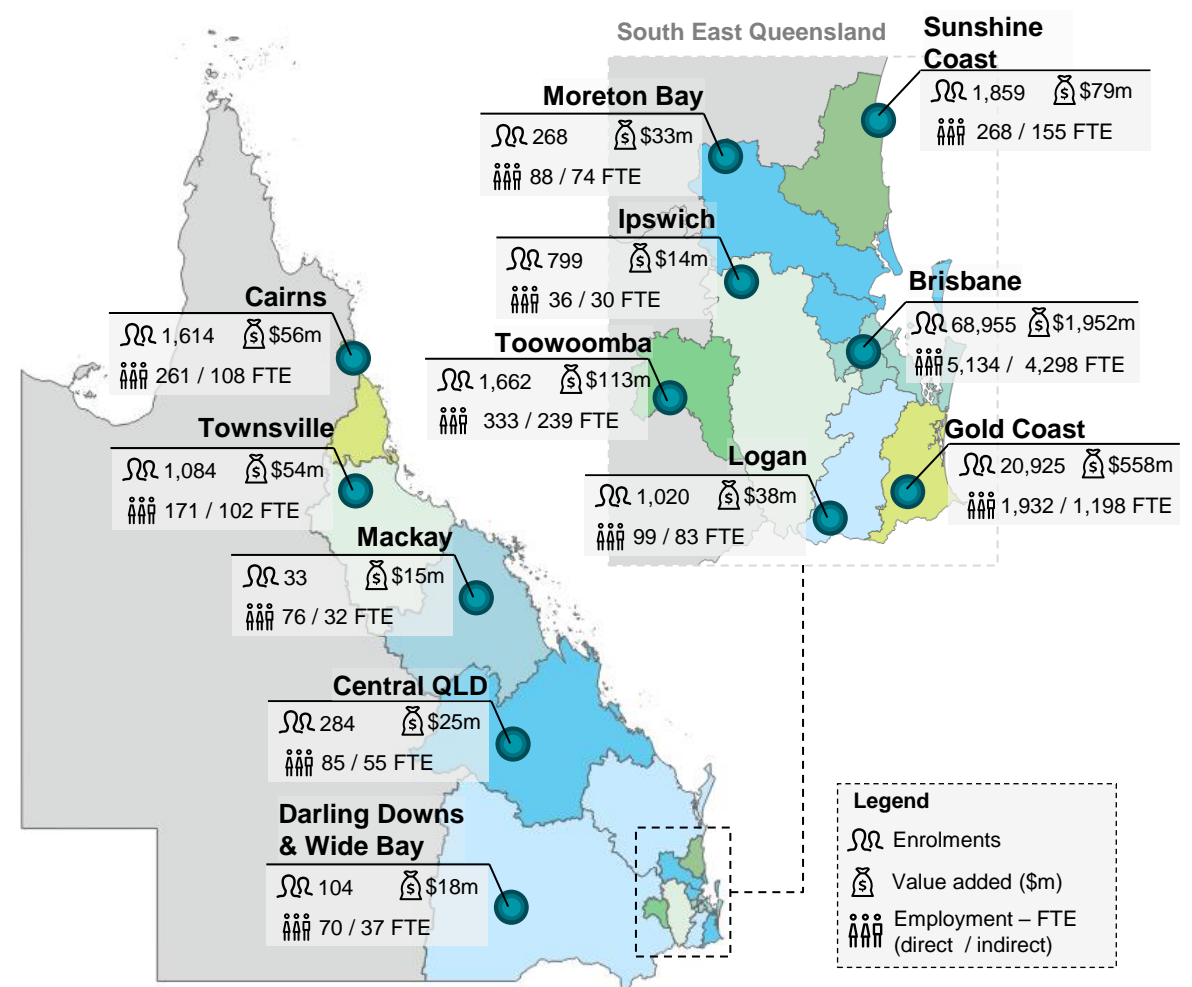 South East Queensland
Sunshine
Coast
1,859 $79m
268 / 155 FTE
Moreton Bay
268 $33m
88 / 74 FTE
Ipswich
799 $14m
36 / 30 FTE
Brisbane
68,955 $1,952m
5,134 / 4,298 FTE
Cairns
1,614 $56m
261 / 108 FTE
Toowoomba
1,662 $113m
333 / 239 FTE
Townsville
1,084 $54m
171 / 102 FTE
Logan
1,020 $38m
99 / 83 FTE
Gold Coast
20,925 $558m
1,932 / 1,198 FTE
Mackay
33 $15m
76 / 32 FTE
Central QLD
284 $25m
85 / 55 FTE
Darling Downs
& Wide Bay
104 $18m
70 / 37 FTE
Legend
Enrolments
Value added ($m)
Employment – FTE
(direct / indirect)